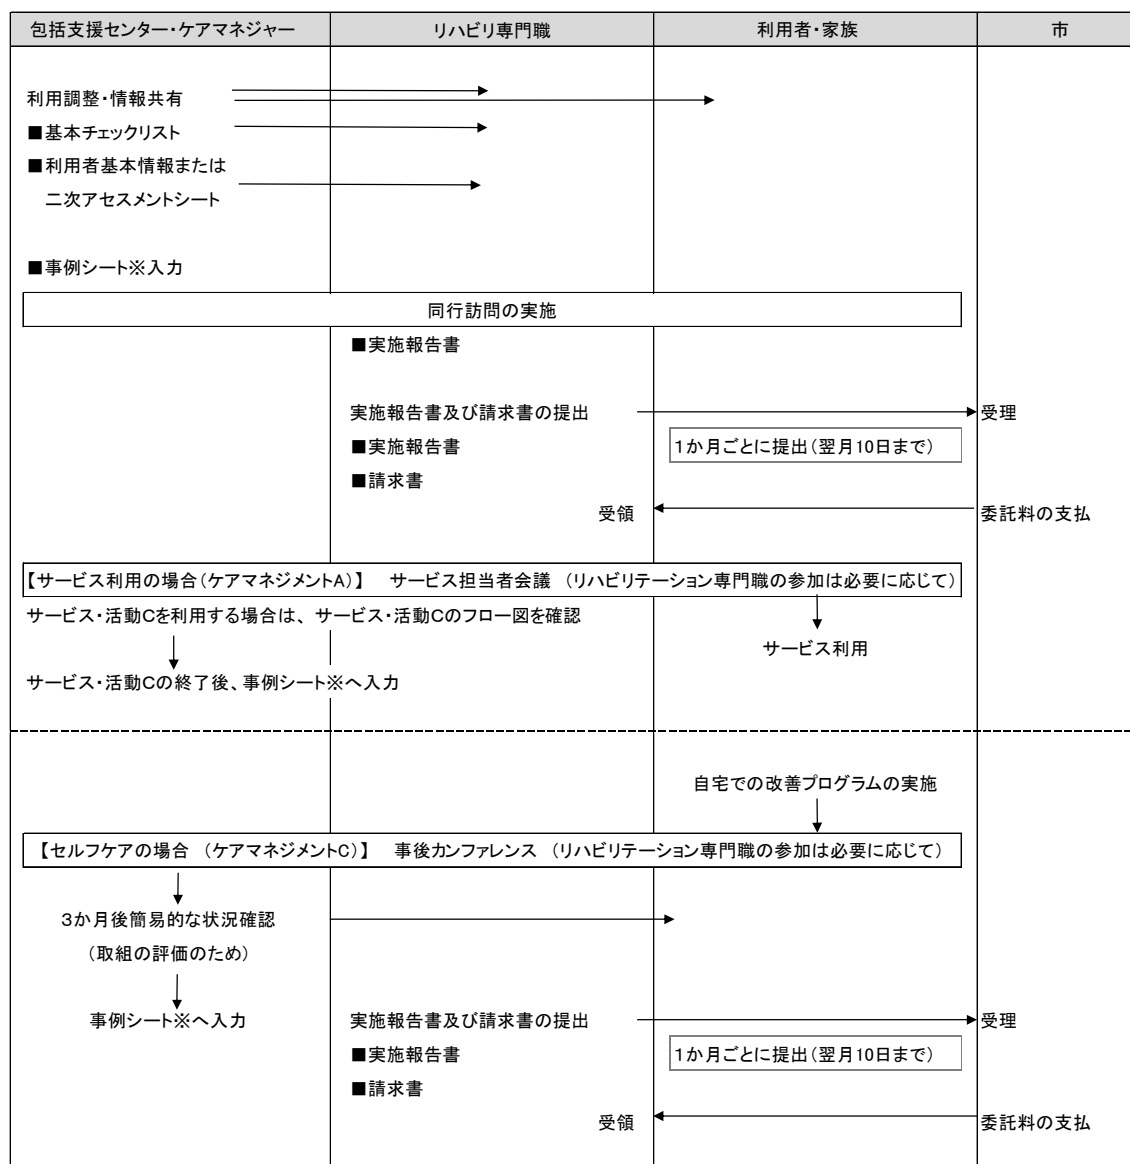 包括支援センター・ケアマネジャー
リハビリ専門職
利用者・家族
市
利用調整・情報共有
■基本チェックリスト
■利用者基本情報または
二次アセスメントシート
■事例シート※入力
同行訪問の実施
■実施報告書
実施報告書及び請求書の提出
受理
■実施報告書
1か月ごとに提出(翌月10日まで)
■請求書
受領
委託料の支払
【サービス利用の場合(ケアマネジメントA)】 サービス担当者会議 (リハビリテーション専門職の参加は必要に応じて)
サービス・活動Cを利用する場合は、サービス・活動Cのフロー図を確認
サービス利用
サービス・活動Cの終了後、事例シート※へ入力
自宅での改善プログラムの実施
【セルフケアの場合 (ケアマネジメントC)】 事後カンファレンス (リハビリテーション専門職の参加は必要に応じて)
3か月後簡易的な状況確認
(取組の評価のため)
事例シート※へ入力
実施報告書及び請求書の提出
受理
■実施報告書
1か月ごとに提出(翌月10日まで)
■請求書
受領
委託料の支払